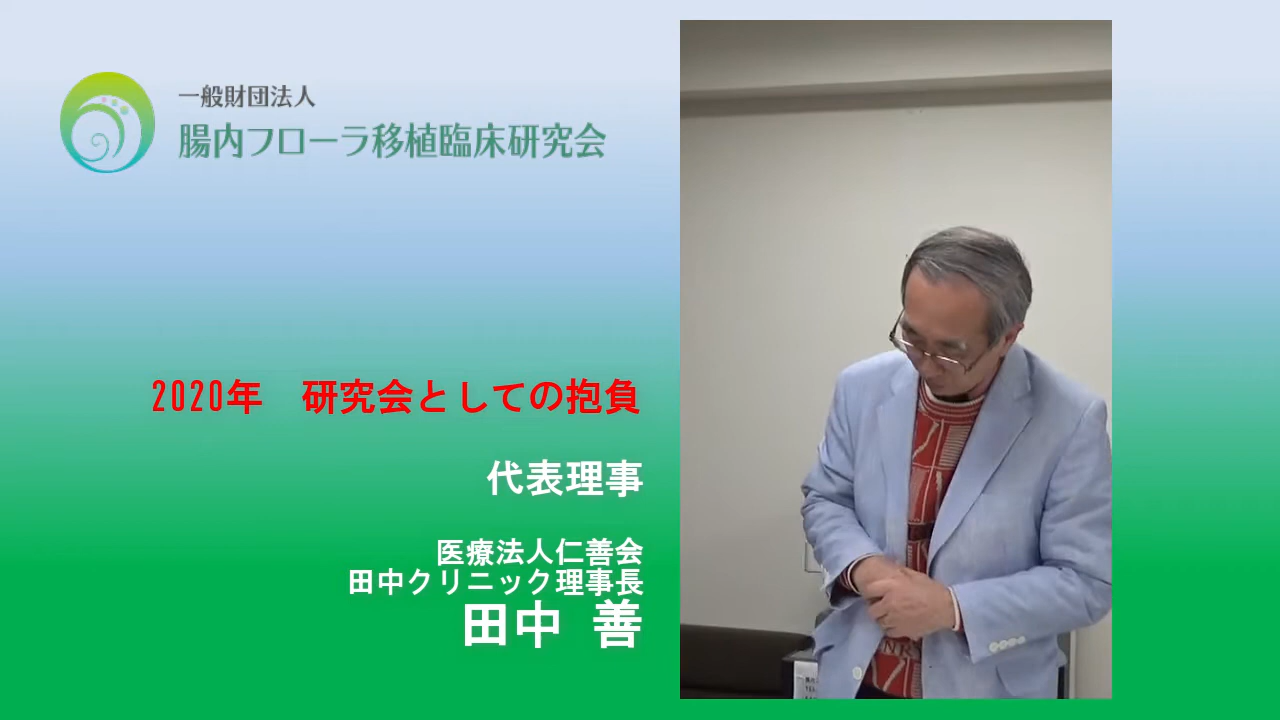 一般財団法人
腸内フローラ移植臨床研究会
2020年　研究会としての抱負
代表理事
医療法人仁善会
田中クリニック理事長
田中 善